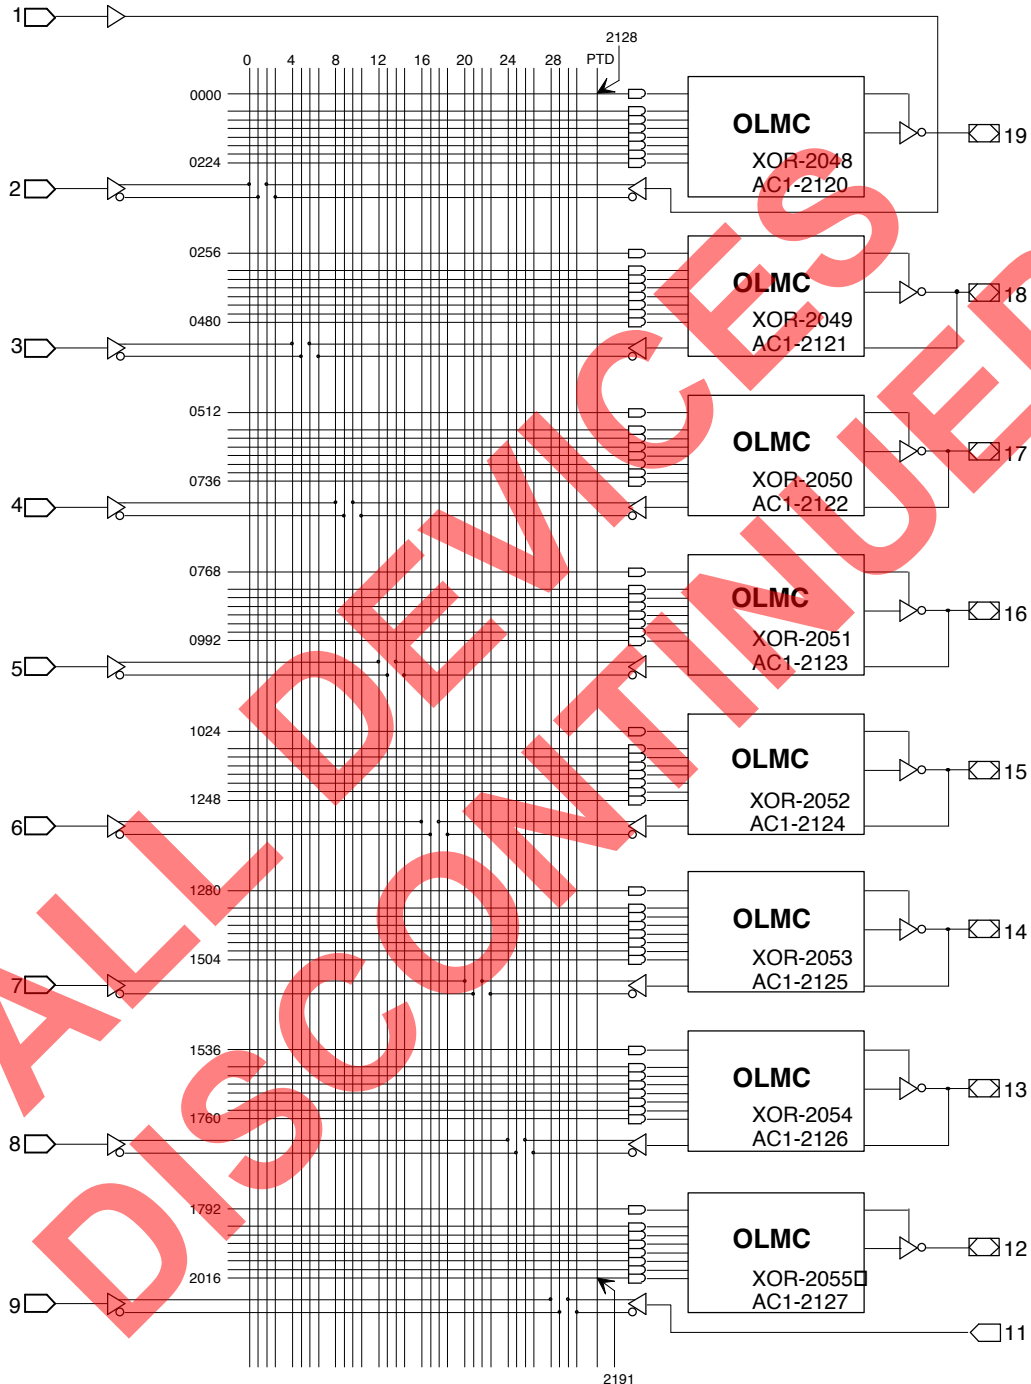 1
2128
0 4 8 12 16 20 24 28 PTD
0000
OLMC
19
XOR-2048
0224
AC1-2120
2
0256
OLMC
18
XOR-2049
0480
AC1-2121
3
0512
OLMC
17
XOR-2050
0736
AC1-2122
4
0768
OLMC
16
XOR-2051
0992
AC1-2123
5
1024
OLMC
15
XOR-2052
1248
AC1-2124
6
1280
OLMC
14
XOR-2053
1504
AC1-2125
7
1536
OLMC
13
XOR-2054
1760
AC1-2126
8
1792
OLMC
12
XOR-2055
2016
AC1-2127
9
11
2191
ALL DEVICES
DISCONTINUED